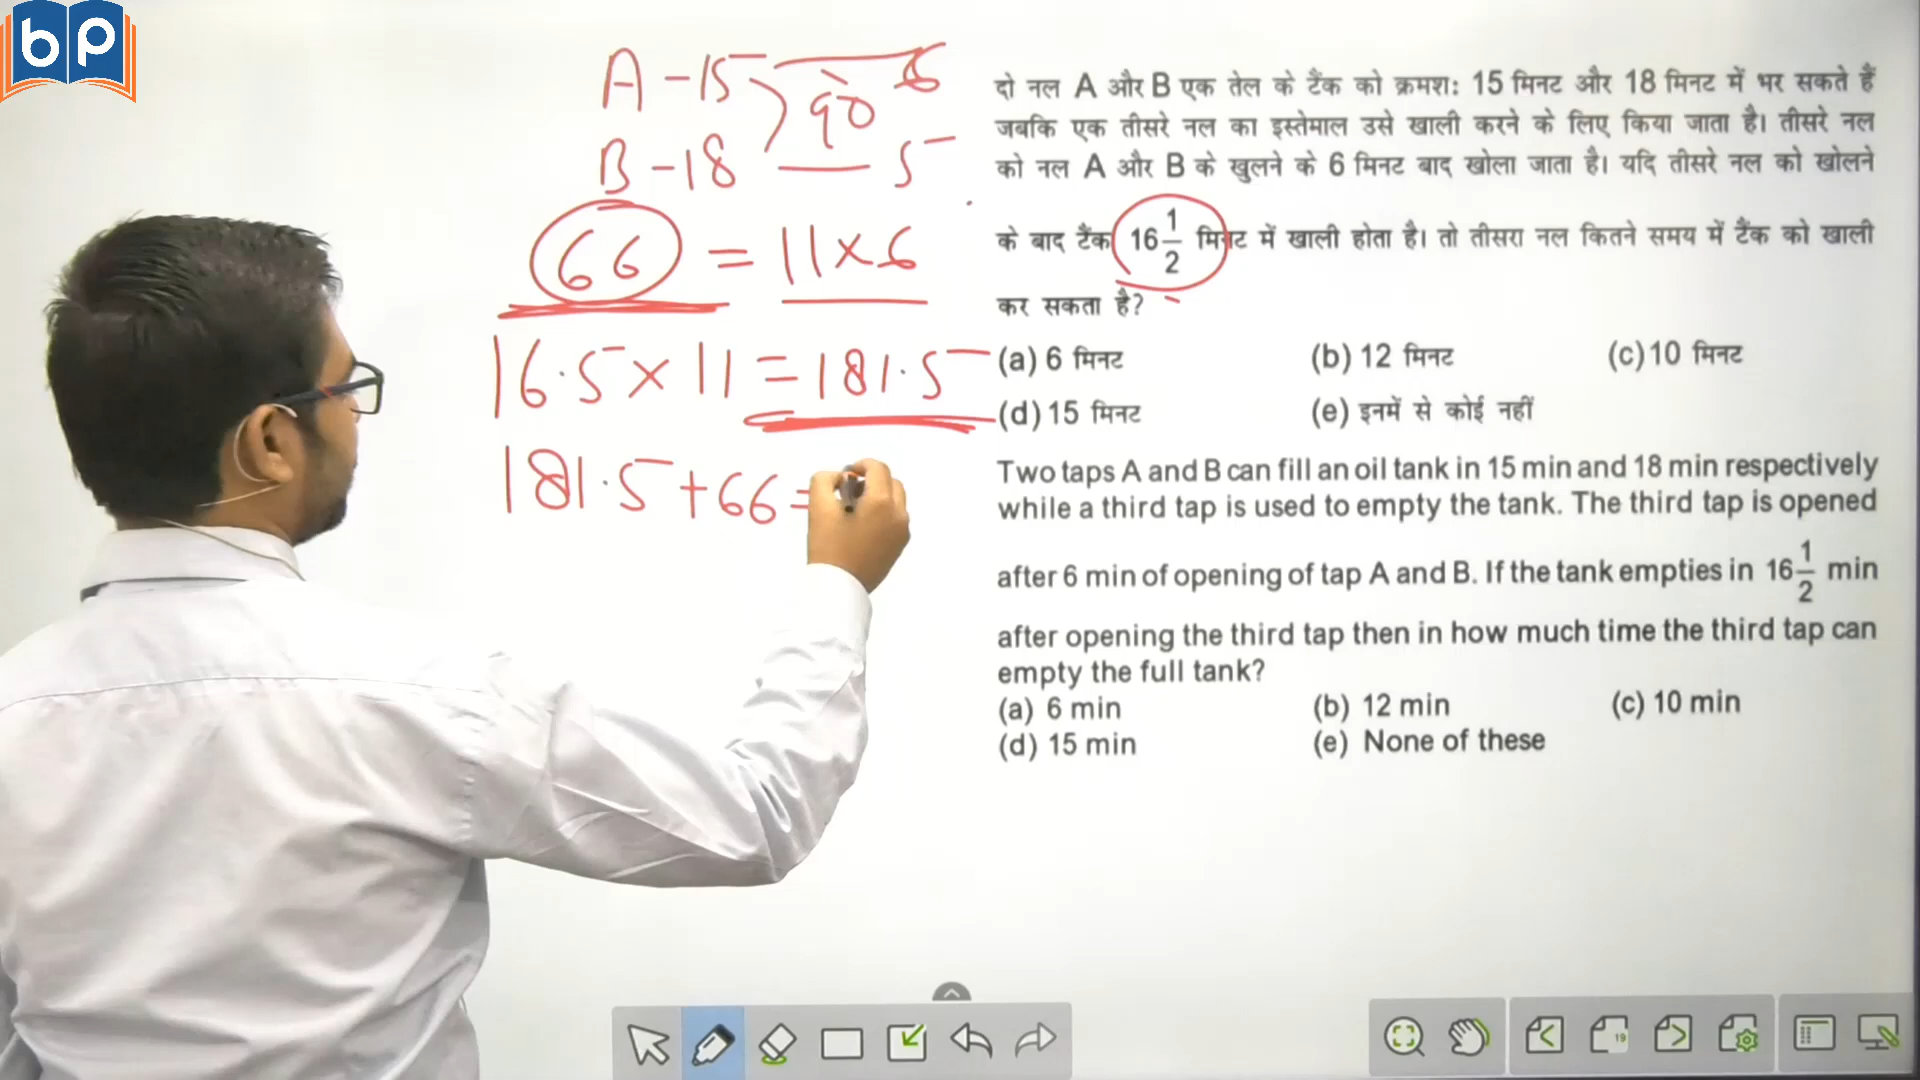 bp
A - 15 90 6
B - 18 5
66 = 11 × 6
16.5 × 11 = 181.5
181.5 + 66 =
दो नल A और B एक तेल के टैंक को क्रमश: 15 मिनट और 18 मिनट में भर सकते हैं
जबकि एक तीसरे नल का इस्तेमाल उसे खाली करने के लिए किया जाता है। तीसरे नल
को नल A और B के खुलने के 6 मिनट बाद खोला जाता है। यदि तीसरे नल को खोलने
के बाद टैंक 16 1/2 मिनट में खाली होता है। तो तीसरा नल कितने समय में टैंक को खाली
कर सकता है?
(a) 6 मिनट (b) 12 मिनट (c) 10 मिनट
(d) 15 मिनट (e) इनमें से कोई नहीं
Two taps A and B can fill an oil tank in 15 min and 18 min respectively
while a third tap is used to empty the tank. The third tap is opened
after 6 min of opening of tap A and B. If the tank empties in 16 1/2 min
after opening the third tap then in how much time the third tap can
empty the full tank?
(a) 6 min (b) 12 min (c) 10 min
(d) 15 min (e) None of these
19